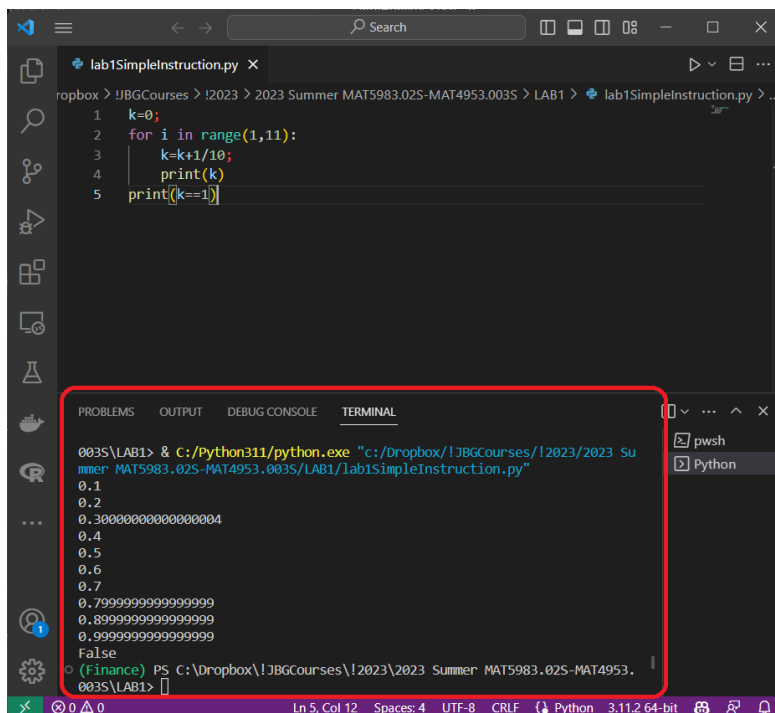 Search
lab1SimpleInstruction.py
ropbox > !JBGCourses > !2023 > 2023 Summer MAT5983.02S-MAT4953.003S > LAB1 > lab1SimpleInstruction.py > ..
1 k=0;
2 for i in range(1,11):
3 k=k+1/10;
4 print(k)
5 print(k==1)
PROBLEMS OUTPUT DEBUG CONSOLE TERMINAL
003S\LAB1> & C:/Python311/python.exe "c:/Dropbox/!JBGCourses/!2023/2023 Su
mmer MAT5983.02S-MAT4953.003S/LAB1/lab1SimpleInstruction.py"
0.1
0.2
0.30000000000000004
0.4
0.5
0.6
0.7
0.7999999999999999
0.8999999999999999
0.9999999999999999
False
(Finance) PS C:\Dropbox\!JBGCourses\!2023\2023 Summer MAT5983.02S-MAT4953.
003S\LAB1>
pwsh
Python
1
0 0 Ln 5, Col 12 Spaces: 4 UTF-8 CRLF Python 3.11.2 64-bit